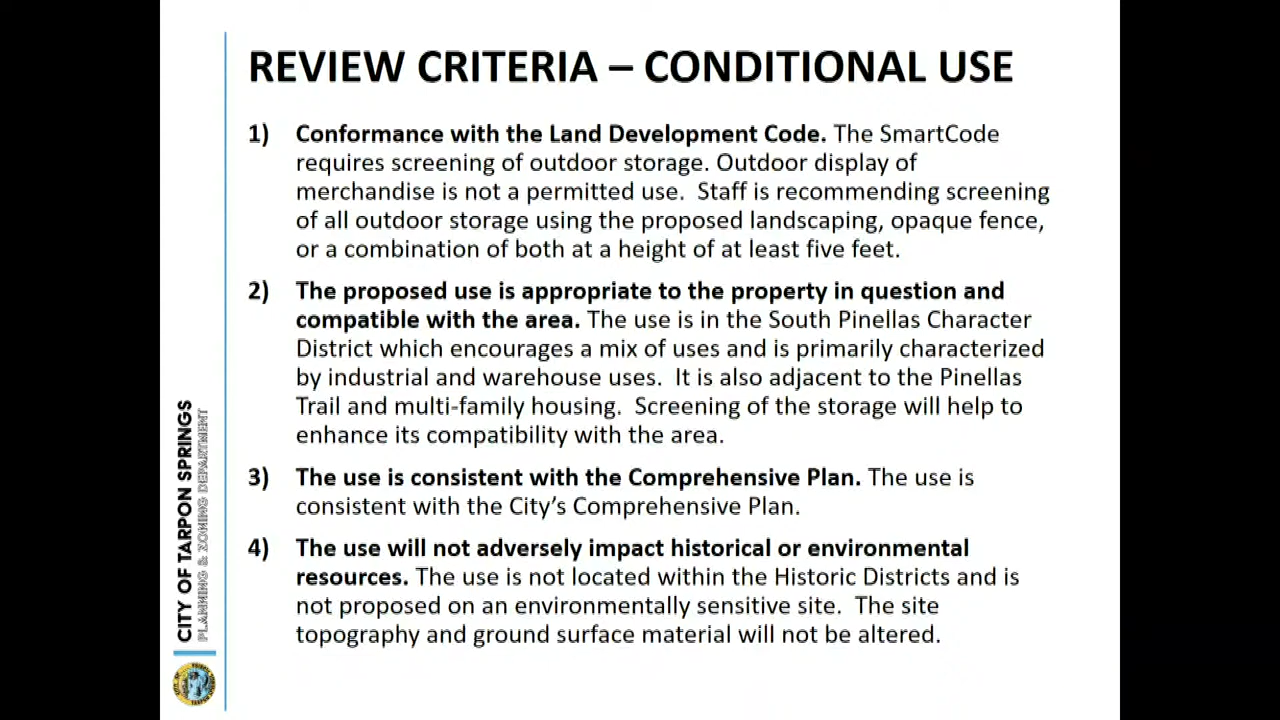 REVIEW CRITERIA – CONDITIONAL USE
1) Conformance with the Land Development Code. The SmartCode
requires screening of outdoor storage. Outdoor display of
merchandise is not a permitted use. Staff is recommending screening
of all outdoor storage using the proposed landscaping, opaque fence,
or a combination of both at a height of at least five feet.
2) The proposed use is appropriate to the property in question and
compatible with the area. The use is in the South Pinellas Character
District which encourages a mix of uses and is primarily characterized
by industrial and warehouse uses. It is also adjacent to the Pinellas
Trail and multi-family housing. Screening of the storage will help to
enhance its compatibility with the area.
3) The use is consistent with the Comprehensive Plan. The use is
consistent with the City's Comprehensive Plan.
4) The use will not adversely impact historical or environmental
resources. The use is not located within the Historic Districts and is
not proposed on an environmentally sensitive site. The site
topography and ground surface material will not be altered.
CITY OF TARPON SPRINGS
PLANNING & ZONING DEPARTMENT